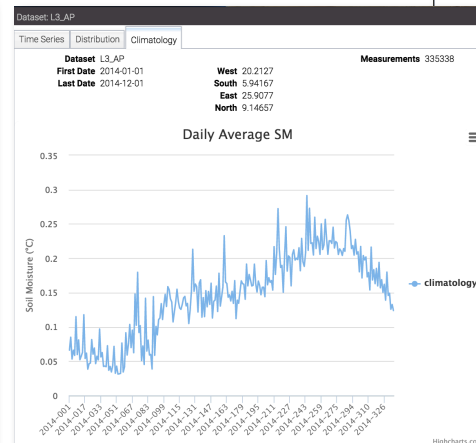 Dataset: L3_AP
Time Series Distribution Climatology
Dataset L3_AP Measurements 335338
First Date 2014-01-01 West 20.2127
Last Date 2014-12-01 South 5.94167
East 25.9077
North 9.14657
Daily Average SM
0.35
0.3
0.25
0.2
0.15
0.1
0.05
0
Soil Moisture (°C)
climatology
2014-001
2014-017
2014-033
2014-051
2014-067
2014-083
2014-099
2014-115
2014-131
2014-147
2014-163
2014-179
2014-195
2014-211
2014-227
2014-243
2014-259
2014-275
2014-294
2014-310
2014-326